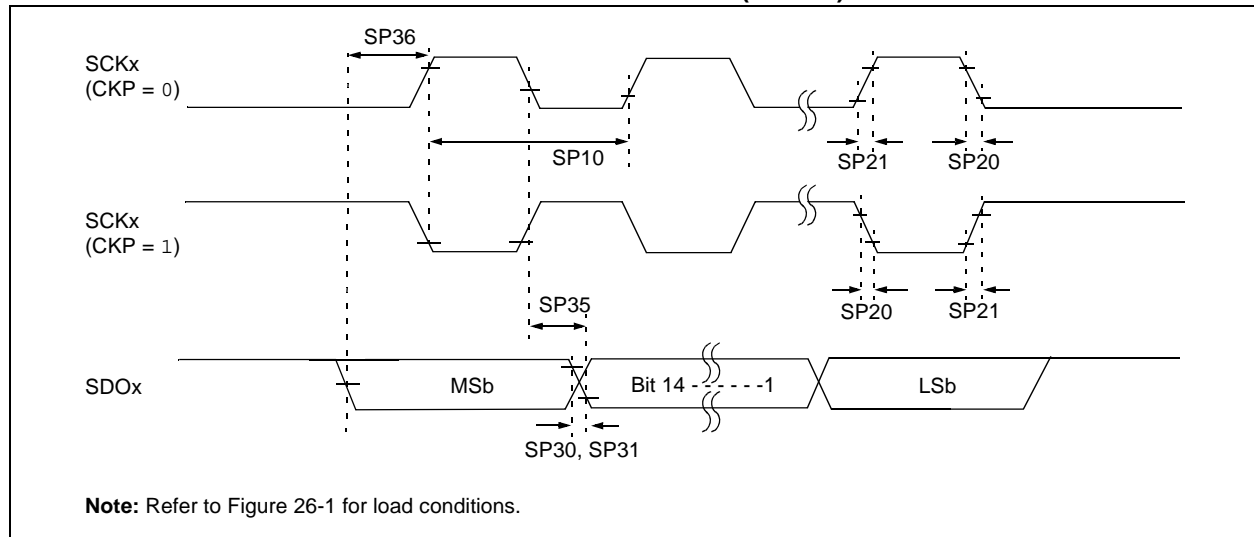 SP36
SCKx
(CKP = 0)
SP10
SP21
SP20
SCKx
(CKP = 1)
SP35
SP20
SP21
SDOx
MSb
Bit 14 - - - - - -1
LSb
SP30, SP31
Note: Refer to Figure 26-1 for load conditions.